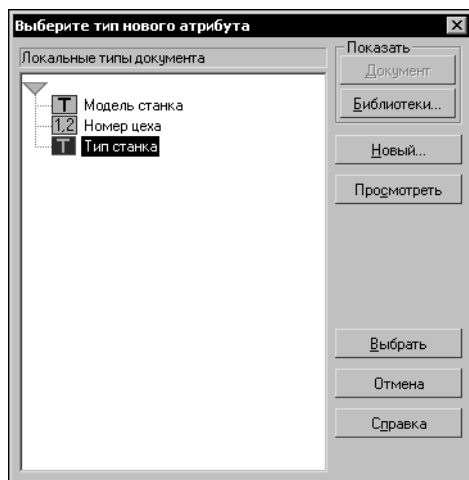 Выберите тип нового атрибута
Локальные типы документа
Показать
Документ
Библиотеки...
T Модель станка
1,2 Номер цеха
T Тип станка
Новый...
Просмотреть
Выбрать
Отмена
Справка